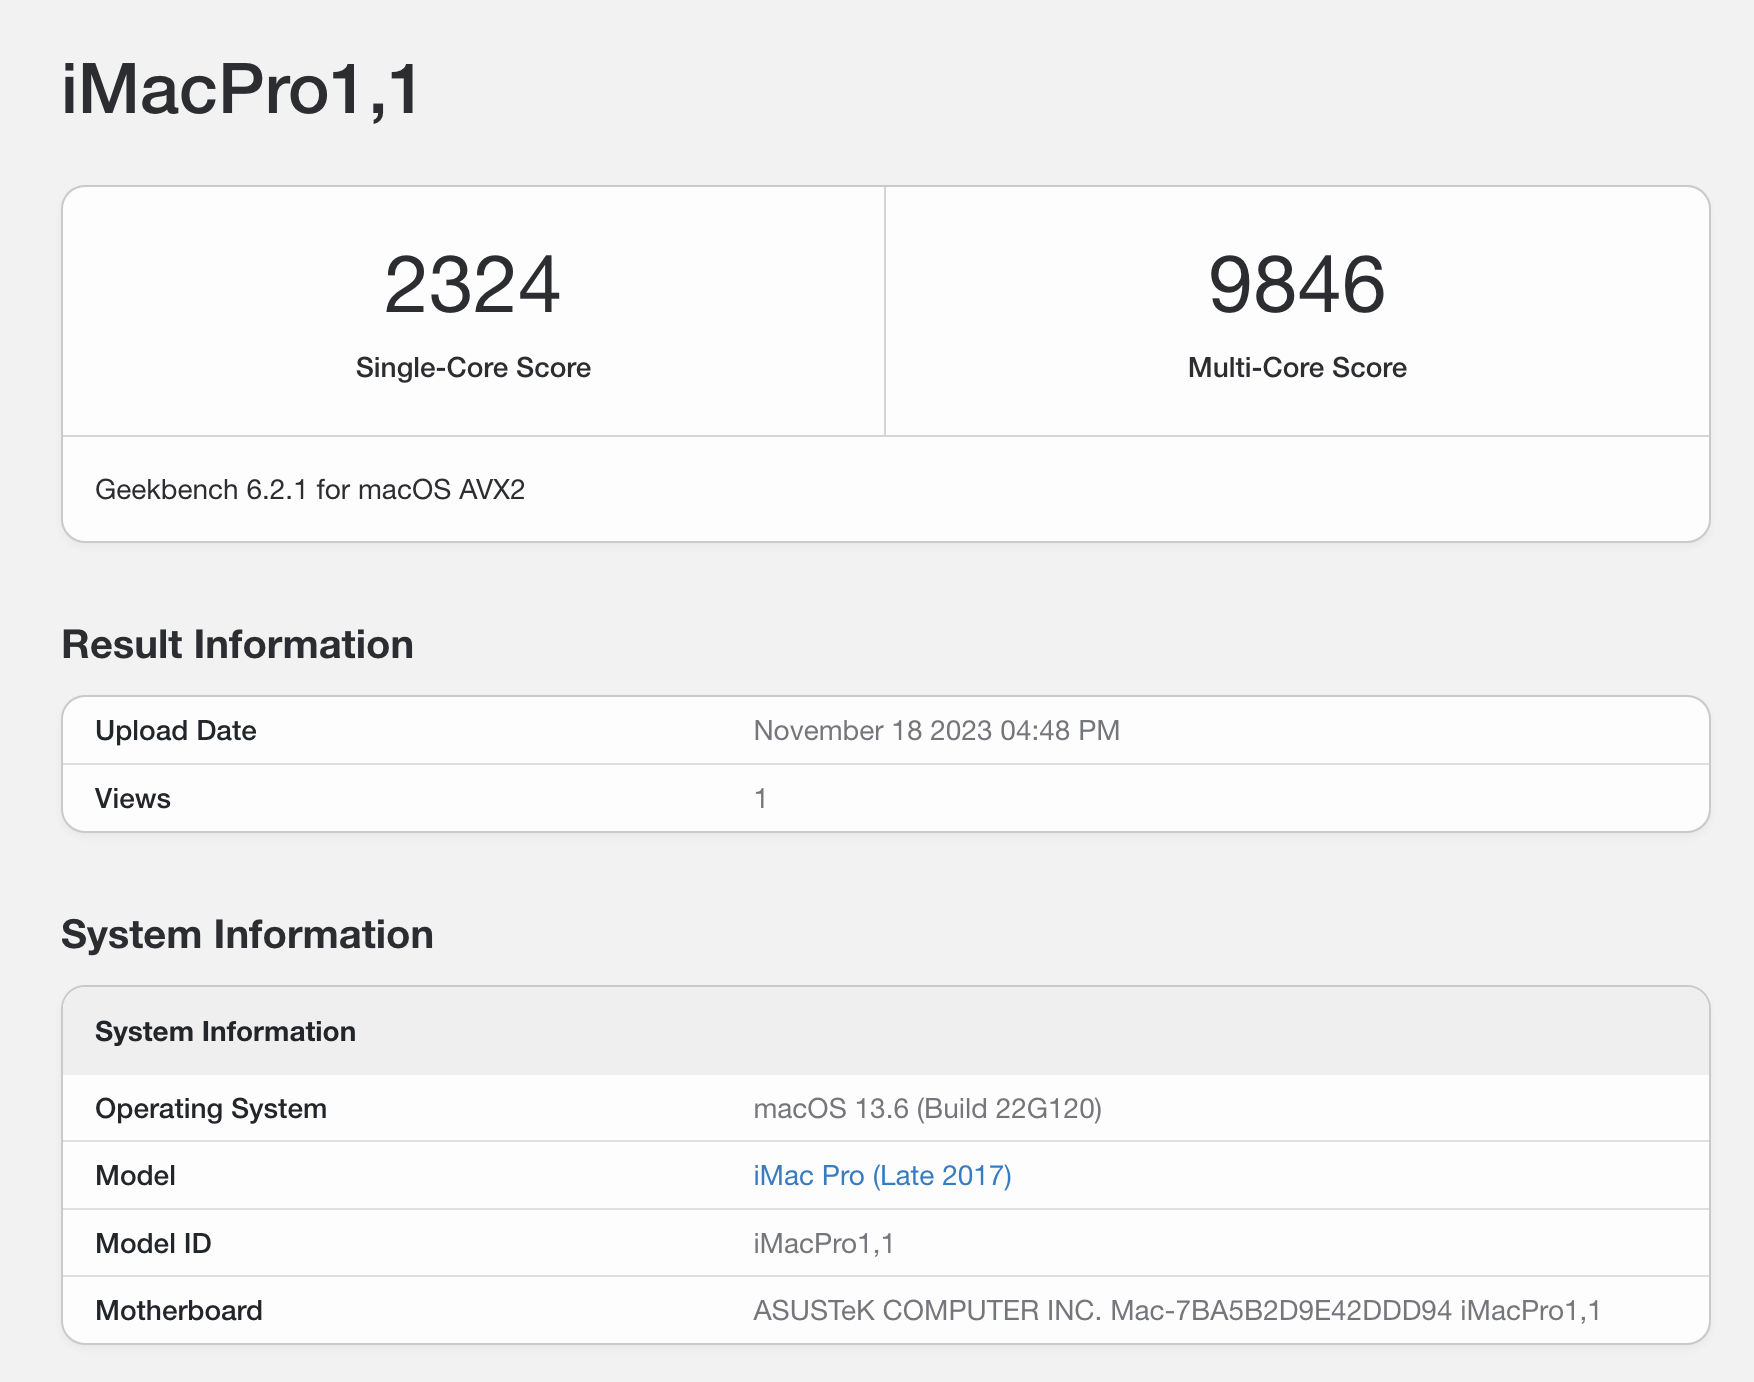 iMacPro1,1
2324
Single-Core Score
9846
Multi-Core Score
Geekbench 6.2.1 for macOS AVX2
Result Information
Upload Date November 18 2023 04:48 PM
Views 1
System Information
System Information
Operating System macOS 13.6 (Build 22G120)
Model iMac Pro (Late 2017)
Model ID iMacPro1,1
Motherboard ASUSTeK COMPUTER INC. Mac-7BA5B2D9E42DDD94 iMacPro1,1